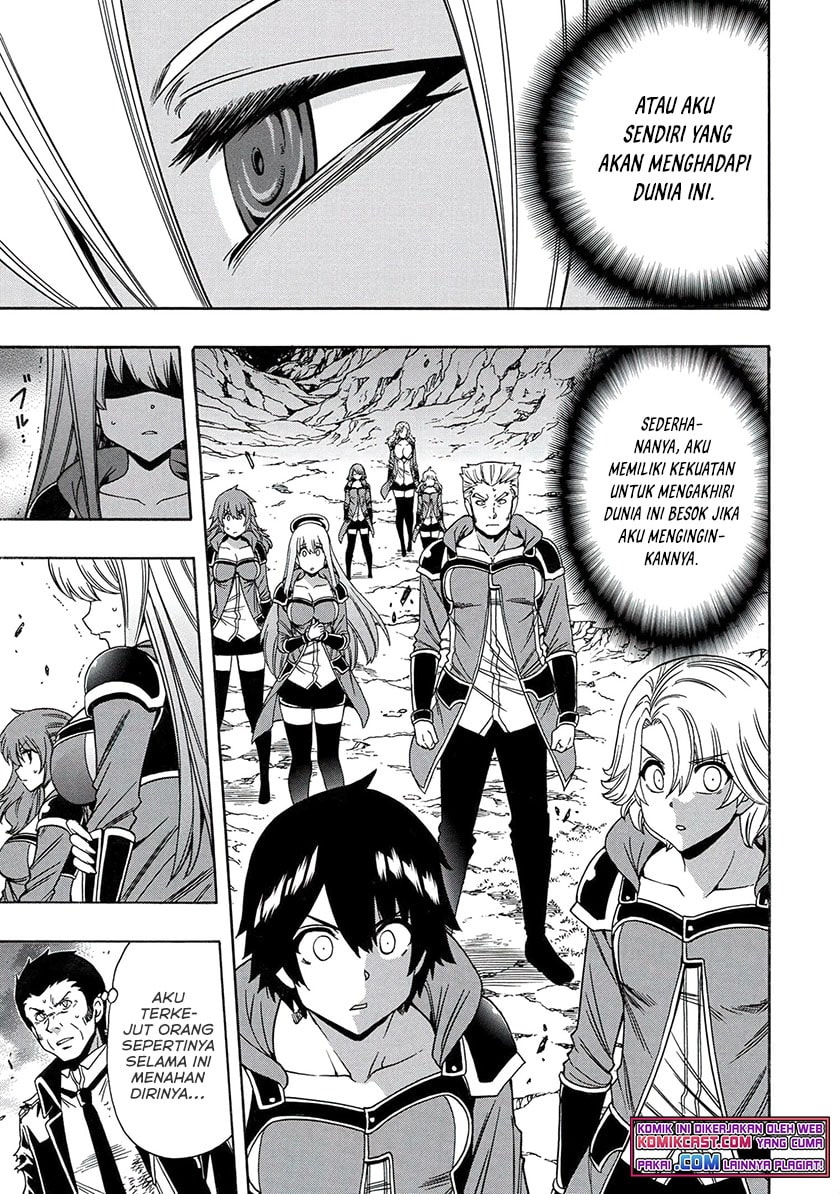 ATAU AKU
SENDIRI YANG
AKAN MENGHADAPI
DUNIA INI.
SEDERHA-
NANYA, AKU
MEMILIKI KEKUATAN
UNTUK MENGAKHIRI
DUNIA INI BESOK JIKA
AKU MENGINGIN-
KANNYA.
ブル…
AKU
TERKE-
JUT ORANG
SEPERTINYA
SELAMA INI
MENAHAN
DIRINYA...
KOMIK INI DIKERJAKAN OLEH WEB
KOMIKCAST.COM YANG CUMA
PAKAI .COM LAINNYA PLAGIAT!